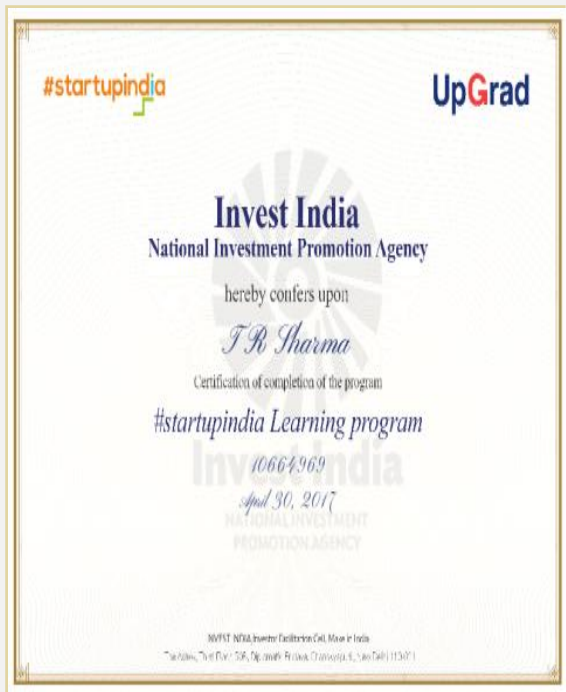 #startupindia
UpGrad
Invest India
National Investment Promotion Agency
hereby confers upon
T R Sharma
Certification of completion of the program
#startupindia Learning program
10664969
Invest India
April 30, 2017
NATIONAL INVESTMENT
PROMOTION AGENCY
INVEST INDIA, Investor Facilitation Cell, Make in India